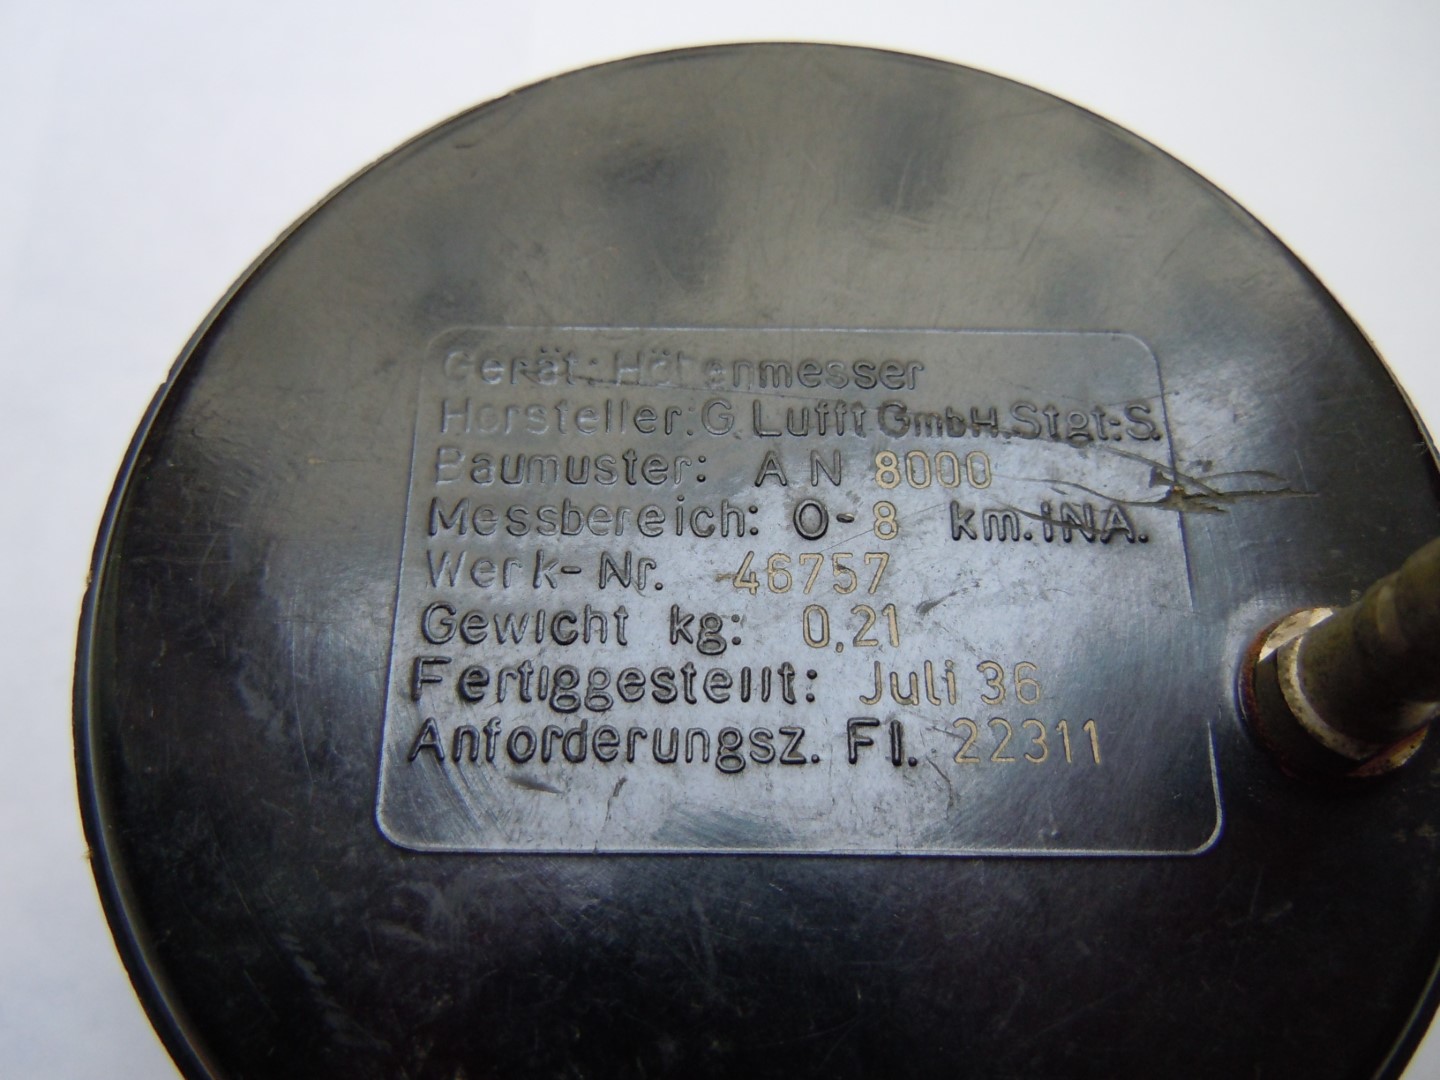 Gerät: Höhenmesser
Hersteller: G. Lufft GmbH. Stgt:-S.
Baumuster: AN 8000
Messbereich: 0-8 km. INA.
Werk-Nr. 46757
Gewicht kg: 0,21
Fertiggestellt: Juli 36
Anforderungsz. Fl. 22311